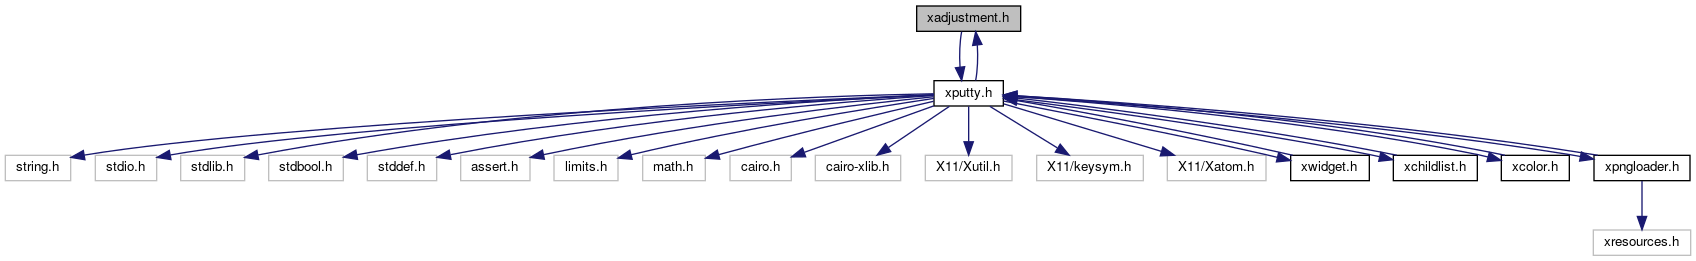 xadjustment.h
xputty.h
string.h
stdio.h
stdlib.h
stdbool.h
stddef.h
assert.h
limits.h
math.h
cairo.h
cairo-xlib.h
X11/Xutil.h
X11/keysym.h
X11/Xatom.h
xwidget.h
xchildlist.h
xcolor.h
xpngloader.h
xresources.h